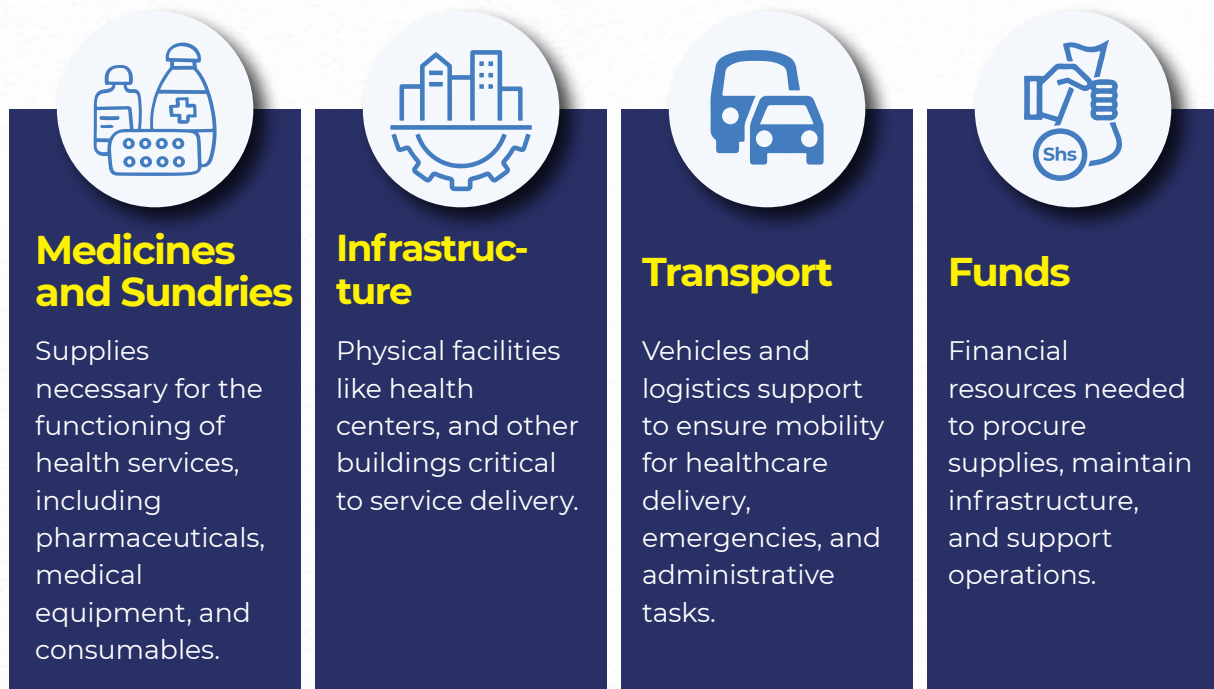 Medicines
and Sundries
Supplies
necessary for the
functioning of
health services,
including
pharmaceuticals,
medical
equipment, and
consumables.
Infrastruc-
ture
Physical facilities
like health
centers, and other
buildings critical
to service delivery.
Transport
Vehicles and
logistics support
to ensure mobility
for healthcare
delivery,
emergencies, and
administrative
tasks.
Shs
Funds
Financial
resources needed
to procure
supplies, maintain
infrastructure,
and support
operations.